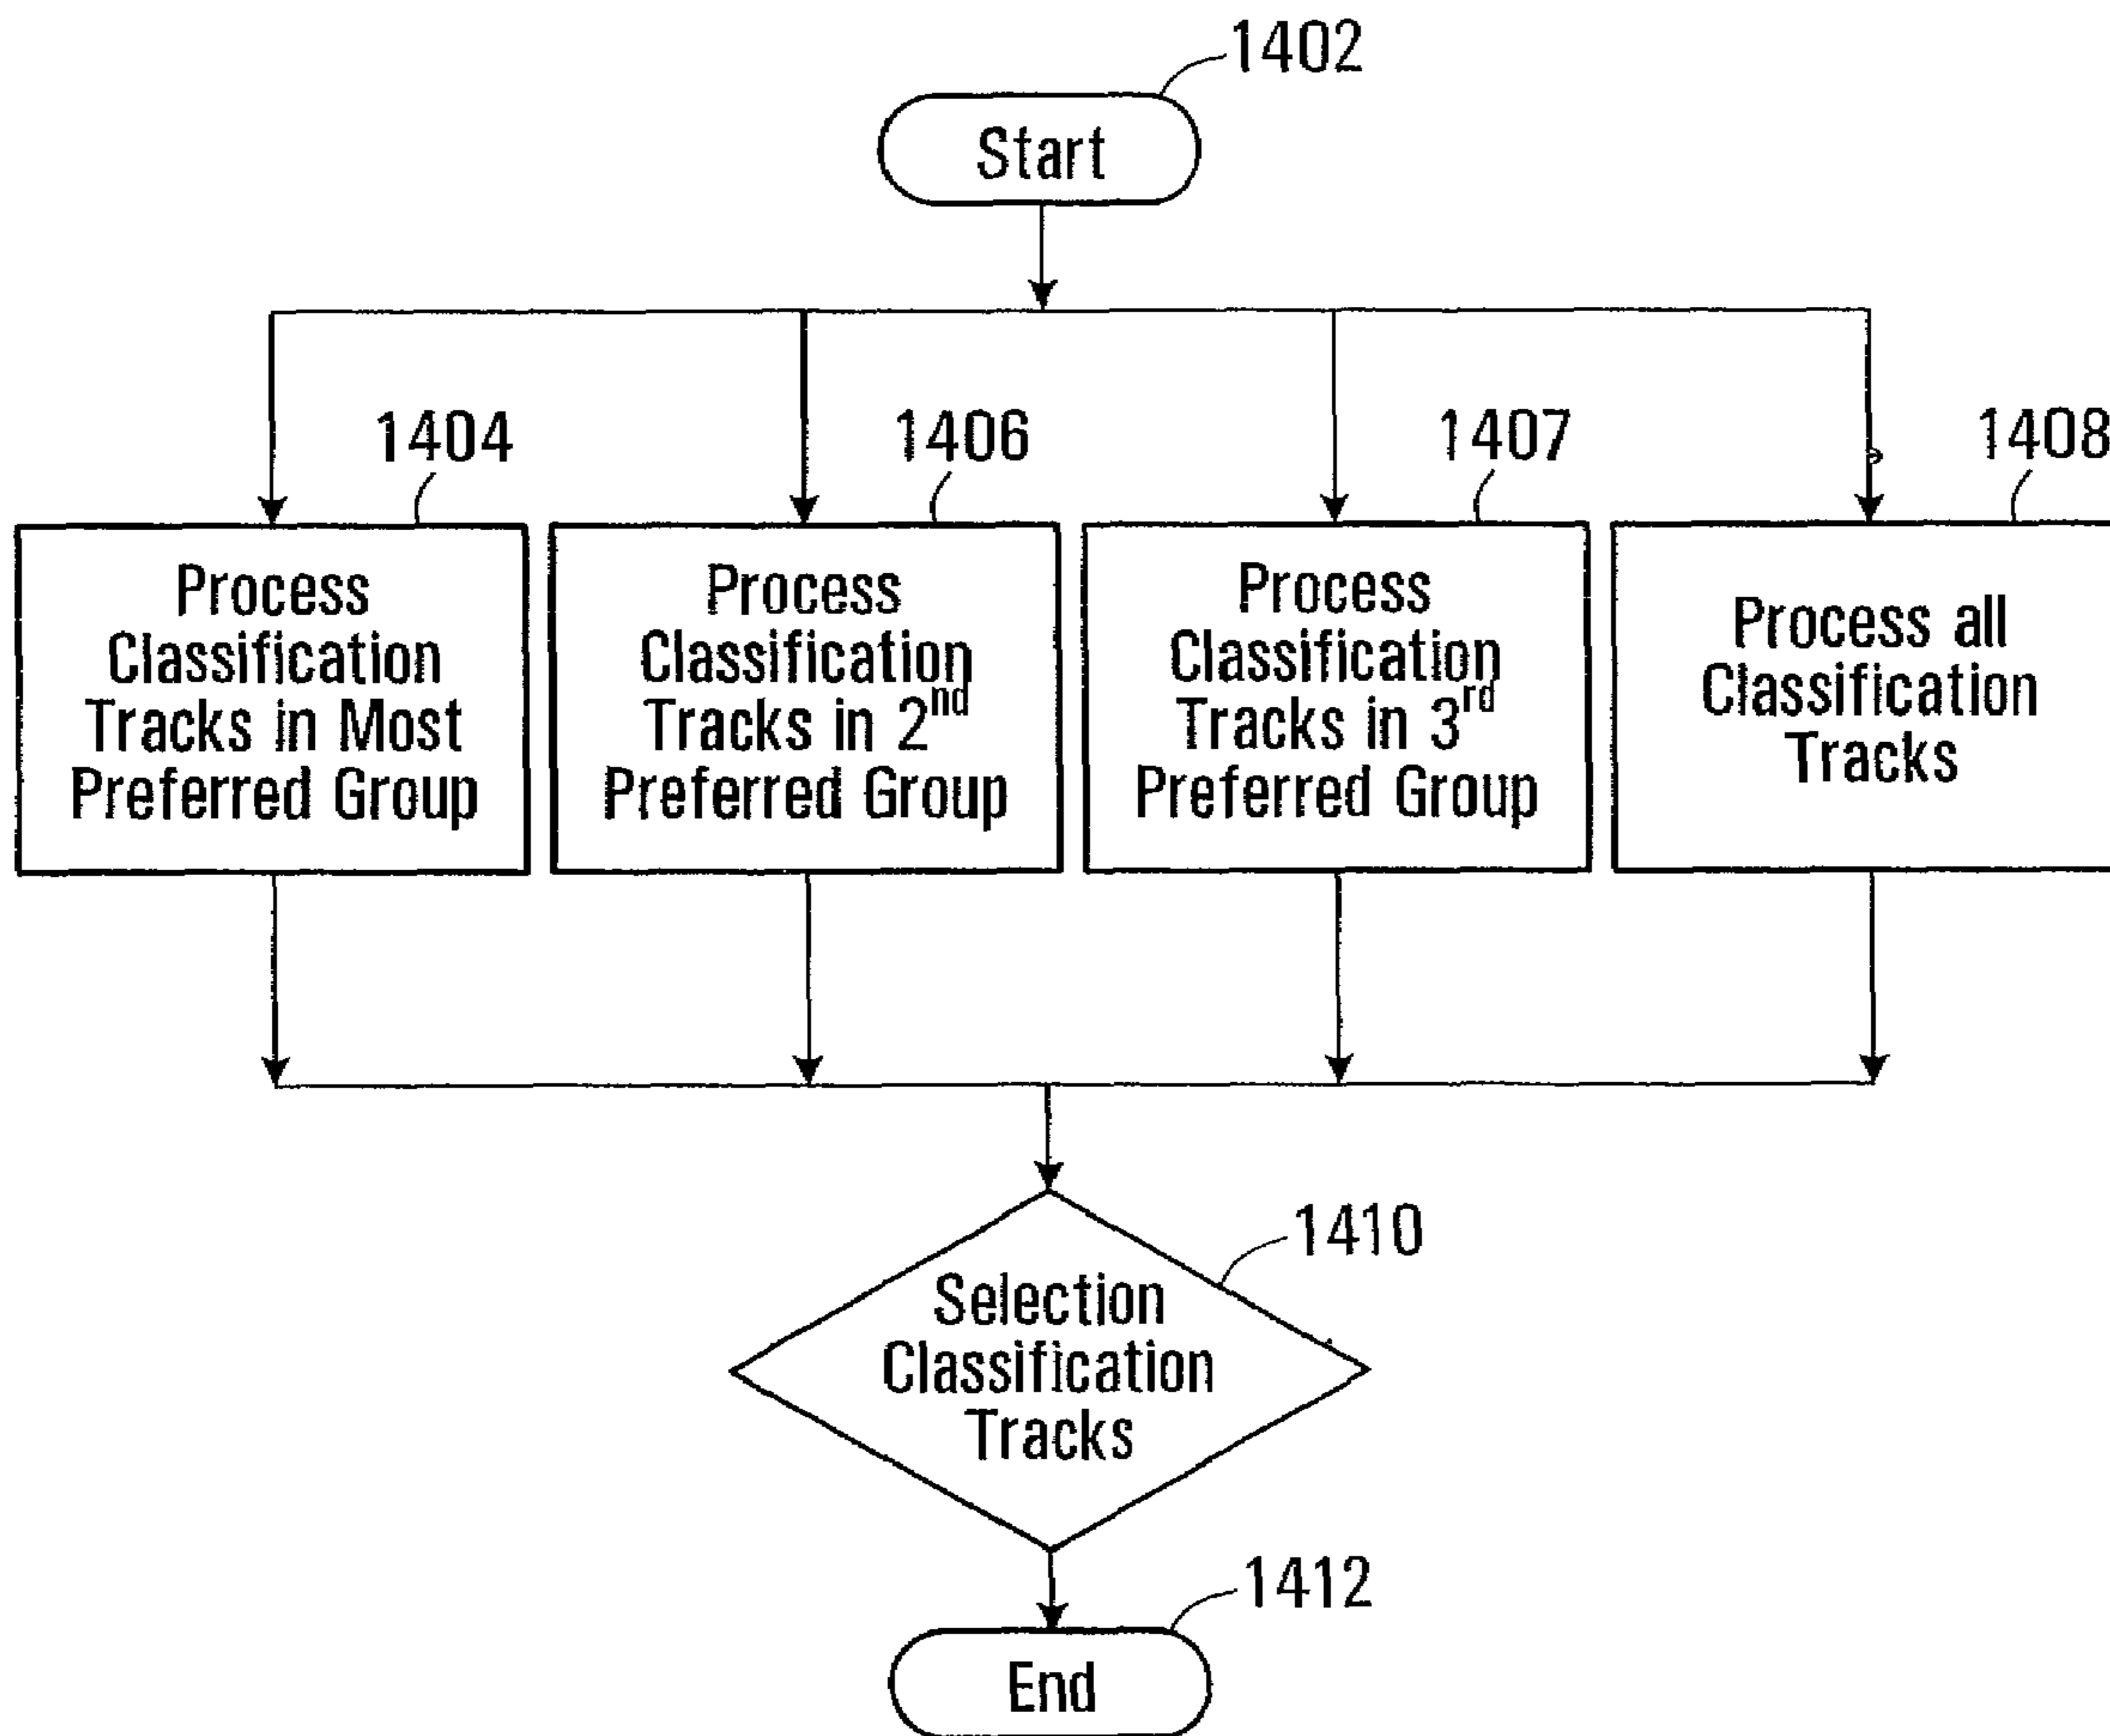 1402
Start
1404
1406
1407
1408
Process
Classification
Tracks in Most
Preferred Group
Process
Classification
Tracks in 2nd
Preferred Group
Process
Classification
Tracks in 3rd
Preferred Group
Process all
Classification
Tracks
1410
Selection
Classification
Tracks
1412
End